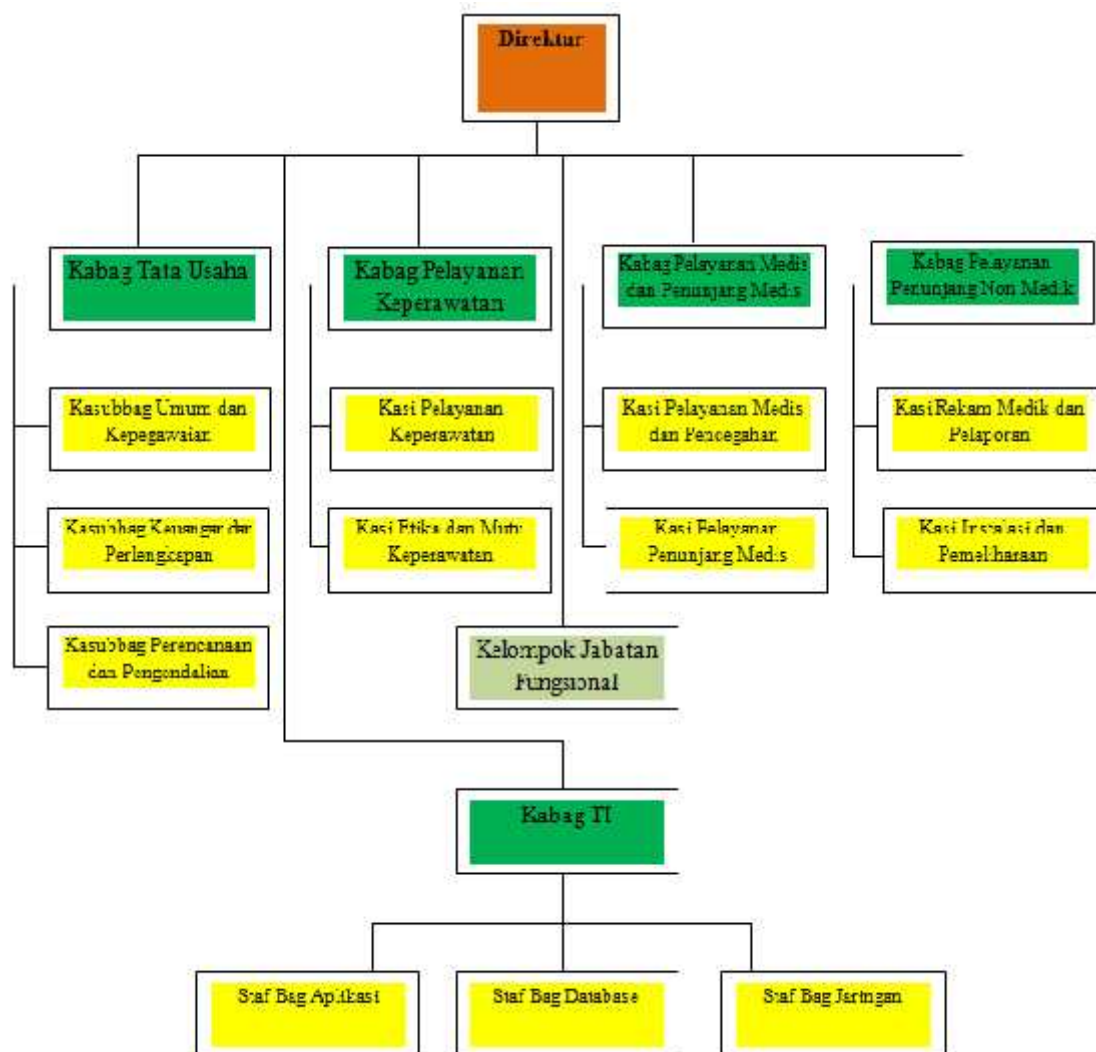 Direktur
Kabag Tata Usaha
Kabag Pelayanan
Keperawatan
Kabag Pelayanan Medis
dan Penunjang Medis
Kabag Pelayanan
Penunjang Non Medik
Kasubbag Umum dan
Kepegawaian
Kasi Pelayanan
Keperawatan
Kasi Pelayanan Medis
dan Pencegahan
Kasi Rekam Medik dan
Pelaporan
Kasubbag Keuangan dan
Perlengkapan
Kasi Etika dan Mutu
Keperawatan
Kasi Pelayanan
Penunjang Medis
Kasi Instalasi dan
Pemeliharaan
Kasubbag Perencanaan
dan Pengendalian
Kelompok Jabatan
Fungsional
Kabag TI
Staf Bag Aplikasi
Staf Bag Database
Staf Bag Jaringan